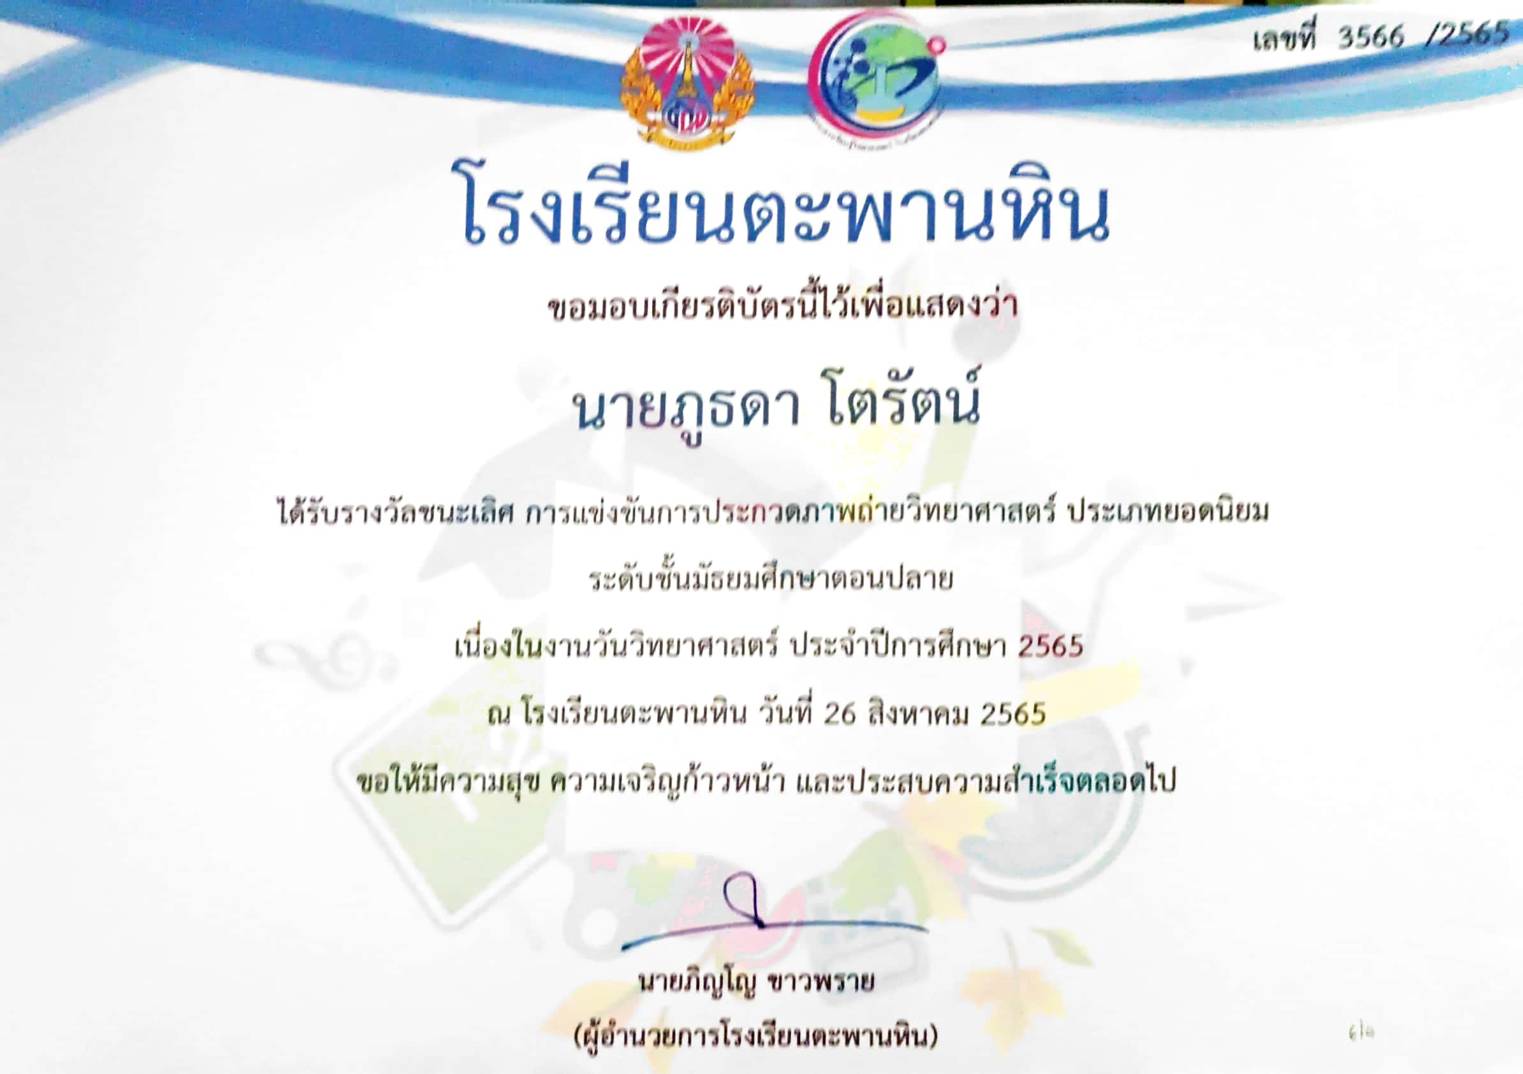 เลขที่ 3566 /2565
โรงเรียนตะพานหิน
ขอมอบเกียรติบัตรนี้ไว้เพื่อแสดงว่า
นายภูธดา โตรัตน์
ได้รับรางวัลชนะเลิศ การแข่งขันการประกวดภาพถ่ายวิทยาศาสตร์ ประเภทยอดนิยม
ระดับชั้นมัธยมศึกษาตอนปลาย
เนื่องในงานวันวิทยาศาสตร์ ประจำปีการศึกษา 2565
ณ โรงเรียนตะพานหิน วันที่ 26 สิงหาคม 2565
ขอให้มีความสุข ความเจริญก้าวหน้า และประสบความสำเร็จตลอดไป
นายภิญโญ ขาวพราย
(ผู้อำนวยการโรงเรียนตะพานหิน)